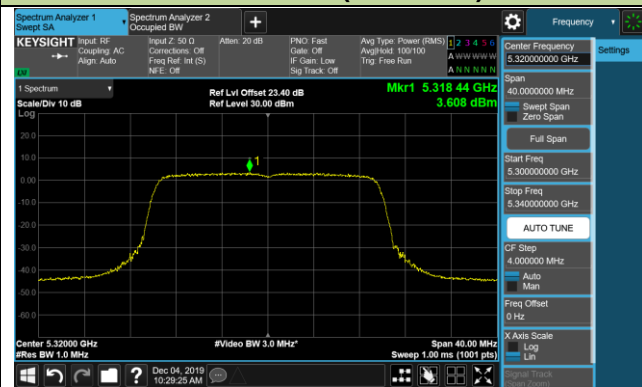 Spectrum Analyzer 1
Swept SA
Spectrum Analyzer 2
Occupied BW
+
Frequency
KEYSIGHT
Input: RF
Coupling: AC
Align: Auto
Input Z: 50 Ω
Corrections: Off
Freq Ref: Int (S)
NFE: Off
Atten: 20 dB
PNO: Fast
Gate: Off
IF Gain: Low
Sig Track: Off
Avg Type: Power (RMS)
Avg|Hold: 100/100
Trig: Free Run
1 2 3 4 5 6
A W W W W W
A N N N N N
1 Spectrum
Scale/Div 10 dB
Log
Ref Lvl Offset 23.40 dB
Ref Level 30.00 dBm
Mkr1 5.318 44 GHz
3.608 dBm
20.0
10.0
0.00
-10.0
-20.0
-30.0
-40.0
-50.0
-60.0
1
Center 5.32000 GHz
#Res BW 1.0 MHz
#Video BW 3.0 MHz*
Span 40.00 MHz
Sweep 1.00 ms (1001 pts)
Center Frequency
5.320000000 GHz
Settings
Span
40.0000000 MHz
Swept Span
Zero Span
Full Span
Start Freq
5.300000000 GHz
Stop Freq
5.340000000 GHz
AUTO TUNE
CF Step
4.000000 MHz
Auto
Man
Freq Offset
0 Hz
X Axis Scale
Log
Lin
Signal Track
(Span Zoom)
?
Dec 04, 2019
10:29:25 AM